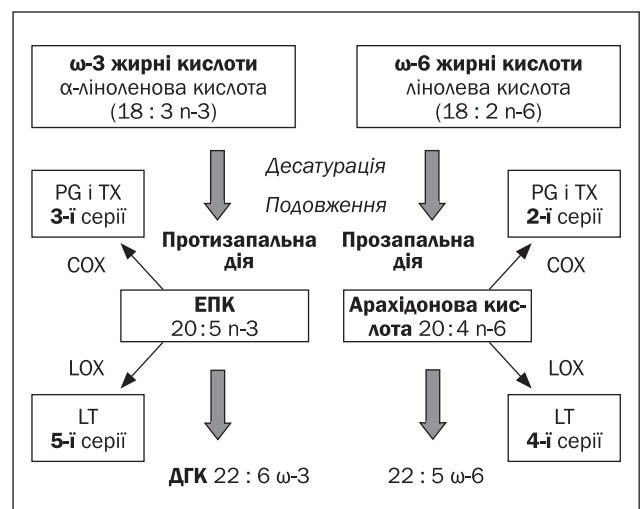 ω-3 жирні кислоти
α-ліноленова кислота
(18 : 3 n-3)
ω-6 жирні кислоти
лінолева кислота
(18 : 2 n-6)
Десатурація
Подовження
PG і TX
3-ї серії
PG і TX
2-ї серії
Протизапальна
дія
Прозапальна
дія
COX
COX
ЕПК
20 : 5 n-3
Арахідонова кис-
лота 20 : 4 n-6
LOX
LOX
LT
5-ї серії
LT
4-ї серії
ДГК 22 : 6 ω-3
22 : 5 ω-6